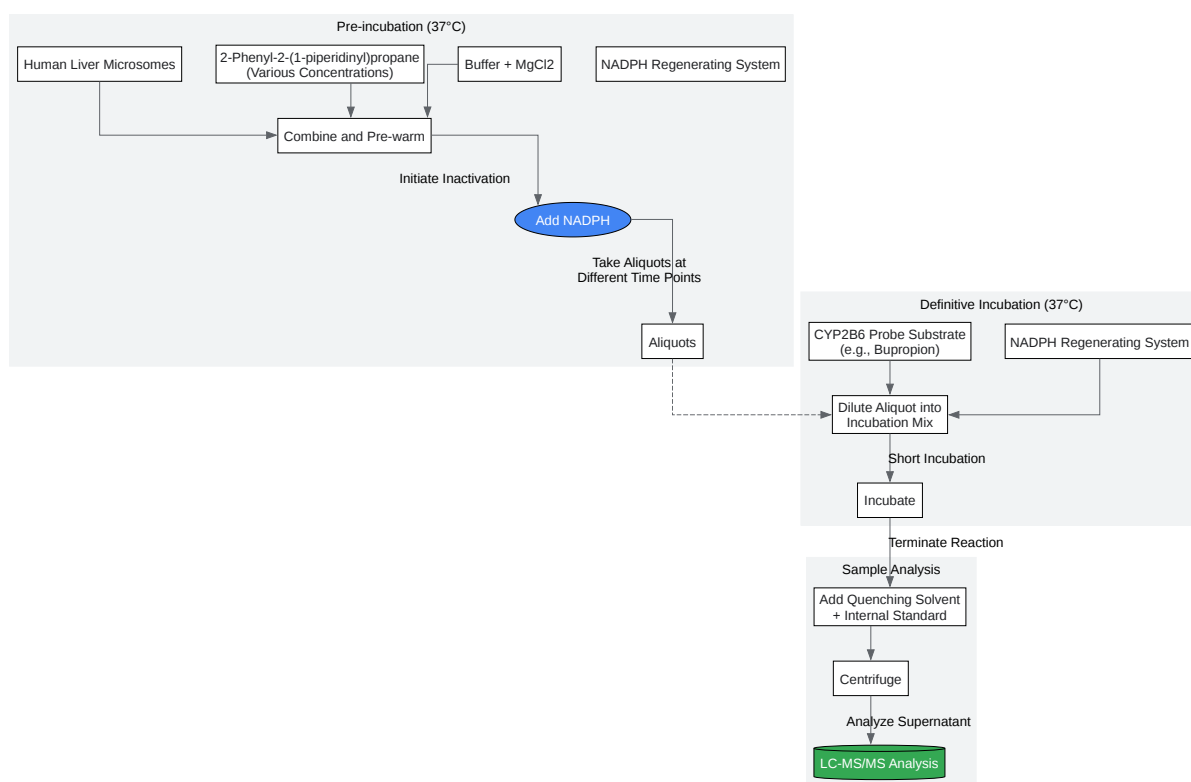 Pre-incubation (37°C)
Human Liver Microsomes
2-Phenyl-2-(1-piperidinyl)propane
(Various Concentrations)
Buffer + MgCl2
NADPH Regenerating System
Combine and Pre-warm
Initiate Inactivation
Add NADPH
Take Aliquots at
Different Time Points
Aliquots
Definitive Incubation (37°C)
CYP2B6 Probe Substrate
(e.g., Bupropion)
NADPH Regenerating System
Dilute Aliquot into
Incubation Mix
Short Incubation
Incubate
Terminate Reaction
Sample Analysis
Add Quenching Solvent
+ Internal Standard
Centrifuge
Analyze Supernatant
LC-MS/MS Analysis